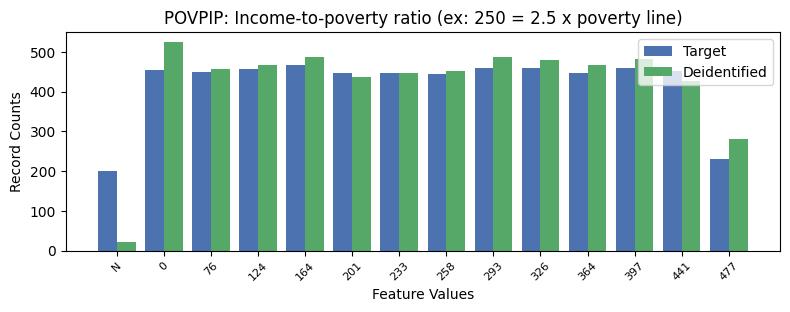 POVPIP: Income-to-poverty ratio (ex: 250 = 2.5 x poverty line)
Target
Deidentified
Record Counts
500
400
300
200
100
0
N 0 76 124 164 201 233 258 293 326 364 397 441 477
Feature Values